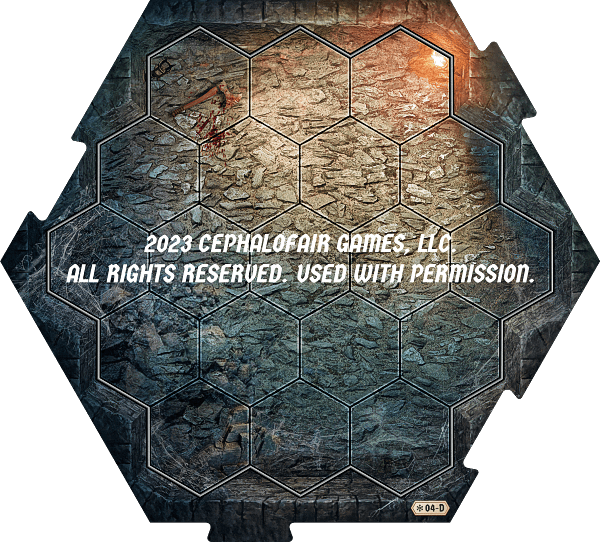 2023 CEPHALOFAIR GAMES, LLC.
ALL RIGHTS RESERVED. USED WITH PERMISSION.
04-D